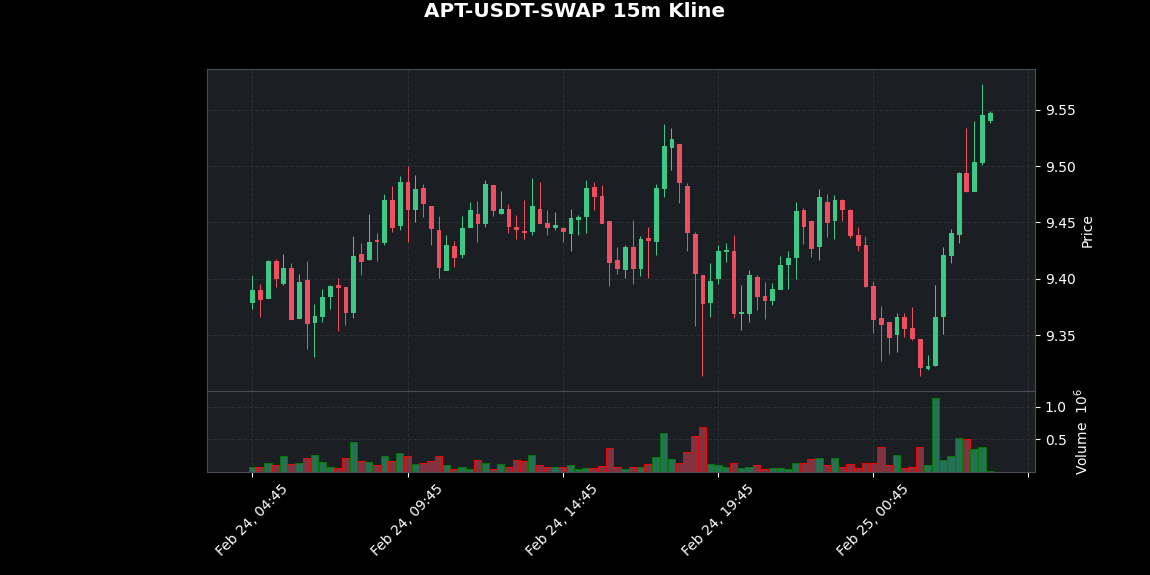 APT-USDT-SWAP 15m Kline
9.55
9.50
9.45
9.40
9.35
Price
1.0
0.5
Volume 10⁶
Feb 24, 04:45
Feb 24, 09:45
Feb 24, 14:45
Feb 24, 19:45
Feb 25, 00:45